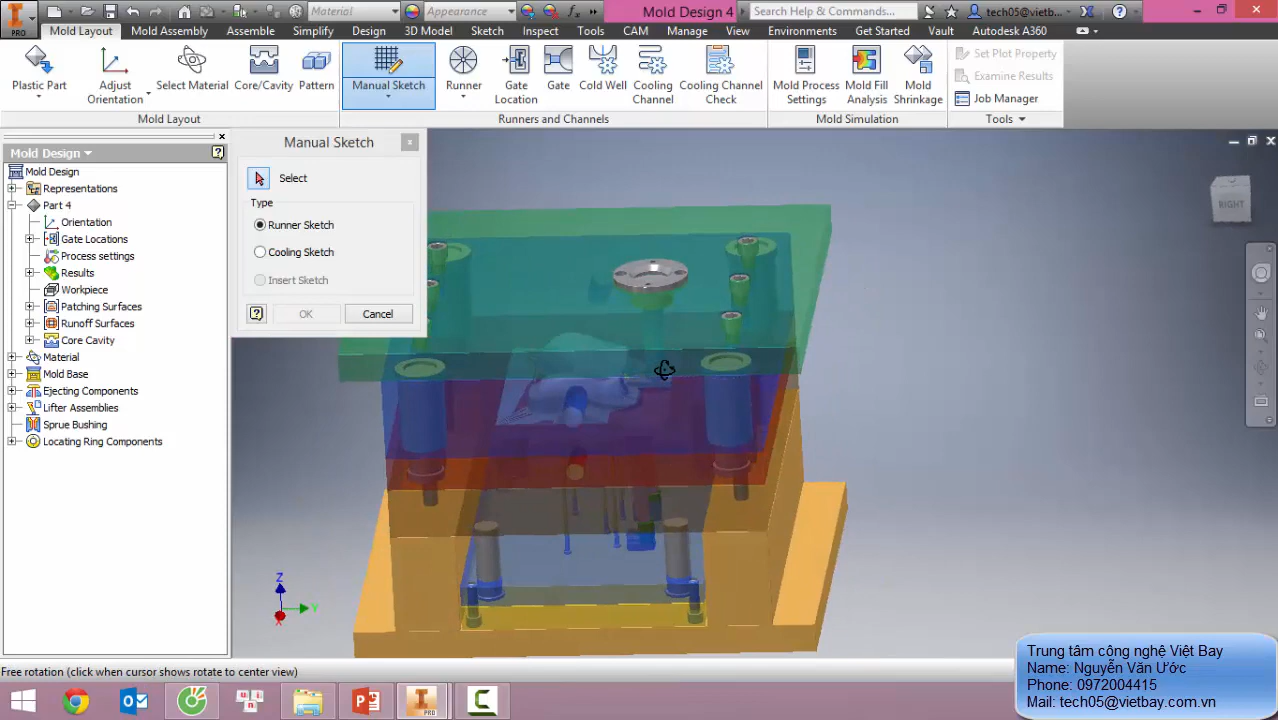 PRO
Material
Appearance
fx
Mold Design 4
Search Help & Commands...
tech05@vietb...
Mold Layout
Mold Assembly
Assemble
Simplify
Design
3D Model
Sketch
Inspect
Tools
CAM
Manage
View
Environments
Get Started
Vault
Autodesk A360
Plastic Part
Adjust
Orientation
Select Material
Core/Cavity
Pattern
Manual Sketch
Runner
Gate
Location
Gate
Cold Well
Cooling
Channel
Cooling Channel
Check
Mold Process
Settings
Mold Fill
Analysis
Mold
Shrinkage
Set Plot Property
Examine Results
Job Manager
Mold Layout
Runners and Channels
Mold Simulation
Tools
Mold Design
Mold Design
Representations
Part 4
Orientation
Gate Locations
Process settings
Results
Workpiece
Patching Surfaces
Runoff Surfaces
Core Cavity
Material
Mold Base
Ejecting Components
Lifter Assemblies
Sprue Bushing
Locating Ring Components
Manual Sketch
Select
Type
Runner Sketch
Cooling Sketch
Insert Sketch
OK
Cancel
RIGHT
Z
Y
X
Free rotation (click when cursor shows rotate to center view)
Trung tâm công nghệ Việt Bay
Name: Nguyễn Văn Ước
Phone: 0972004415
Mail: tech05@vietbay.com.vn
PRO